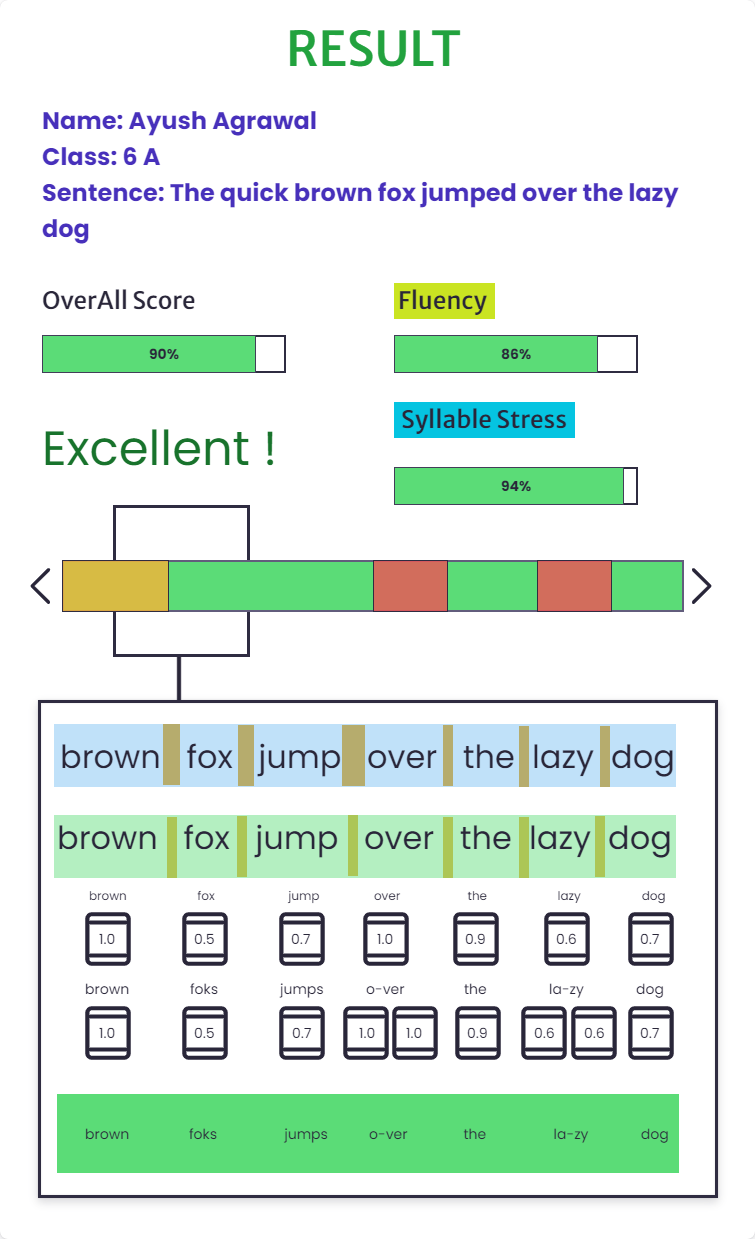 RESULT
Name: Ayush Agrawal
Class: 6 A
Sentence: The quick brown fox jumped over the lazy
dog
OverAll Score
Fluency
90%
86%
Syllable Stress
Excellent !
94%
brown fox jump over the lazy dog
brown fox jump over the lazy dog
brown fox jump over the lazy dog
1.0 0.5 0.7 1.0 0.9 0.6 0.7
brown foks jumps o-ver the la-zy dog
1.0 0.5 0.7 1.0 1.0 0.9 0.6 0.6 0.7
brown foks jumps o-ver the la-zy dog